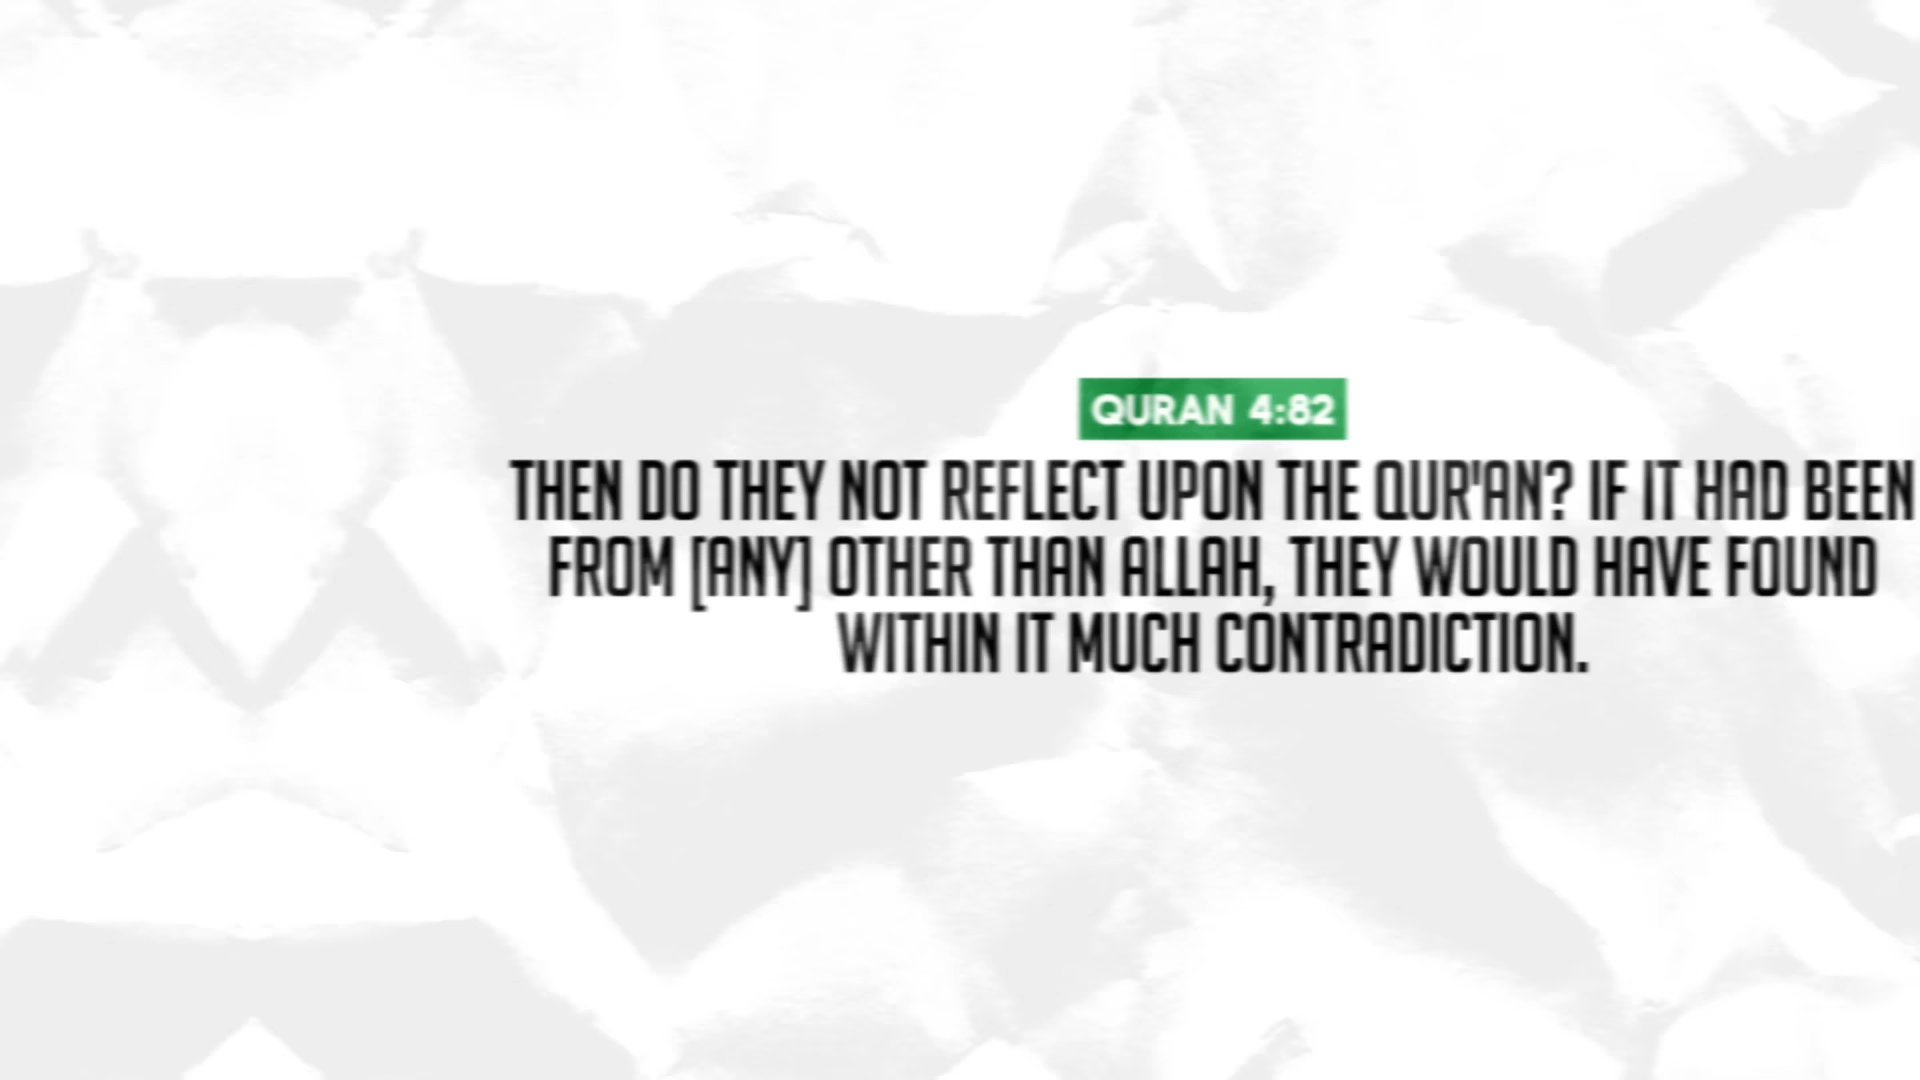 QURAN 4:82
THEN DO THEY NOT REFLECT UPON THE QUR'AN? IF IT HAD BEEN
FROM [ANY] OTHER THAN ALLAH, THEY WOULD HAVE FOUND
WITHIN IT MUCH CONTRADICTION.